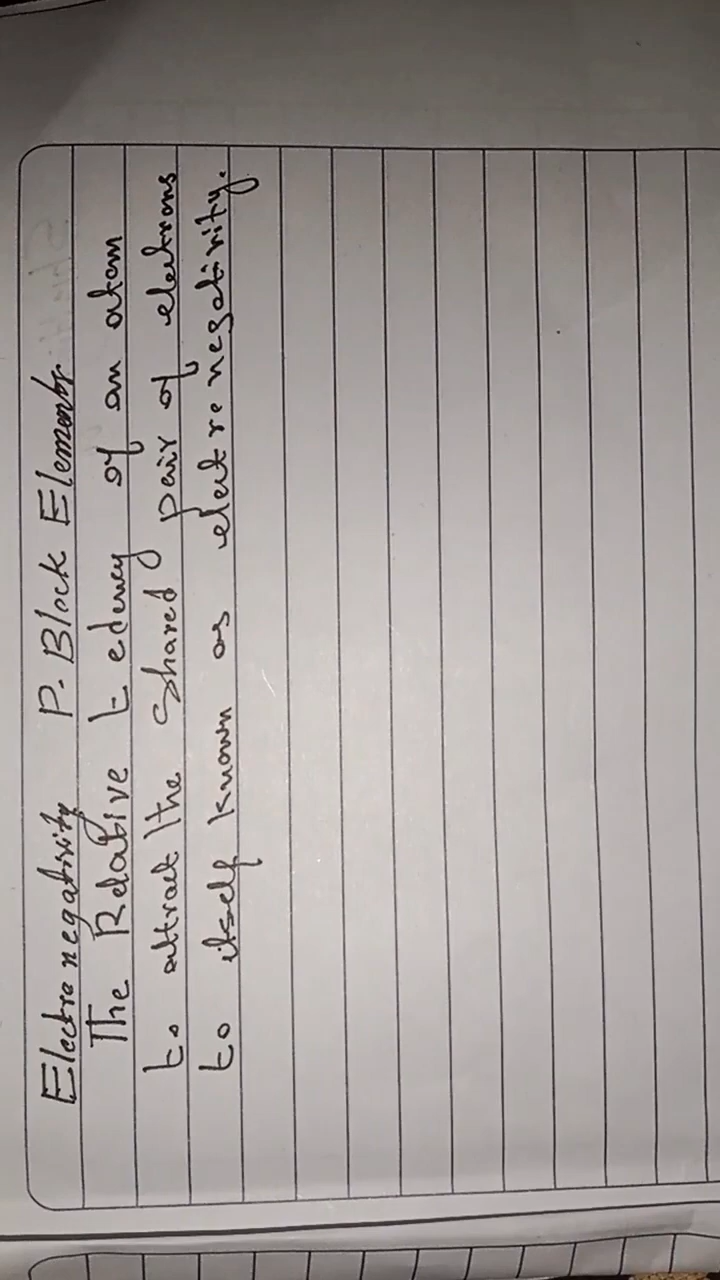 Electronegativity P. Block Elements
The Relative tedency of an atom
to attract the shared pair of electrons
to itself known as electronegativity.